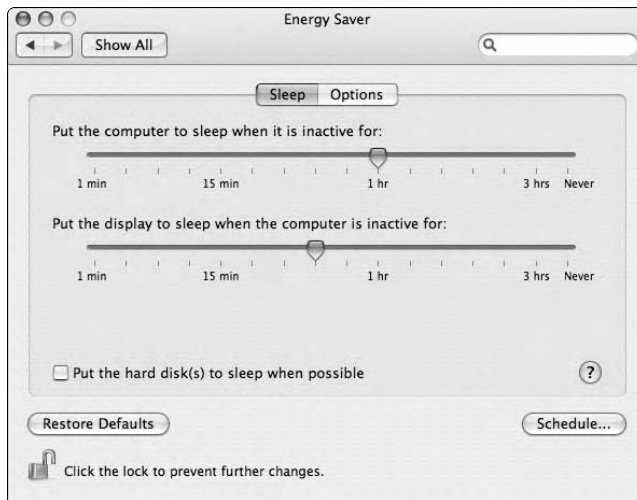 Energy Saver
Show All
Sleep Options
Put the computer to sleep when it is inactive for:
1 min 15 min 1 hr 3 hrs Never
Put the display to sleep when the computer is inactive for:
1 min 15 min 1 hr 3 hrs Never
Put the hard disk(s) to sleep when possible ?
Restore Defaults Schedule...
Click the lock to prevent further changes.